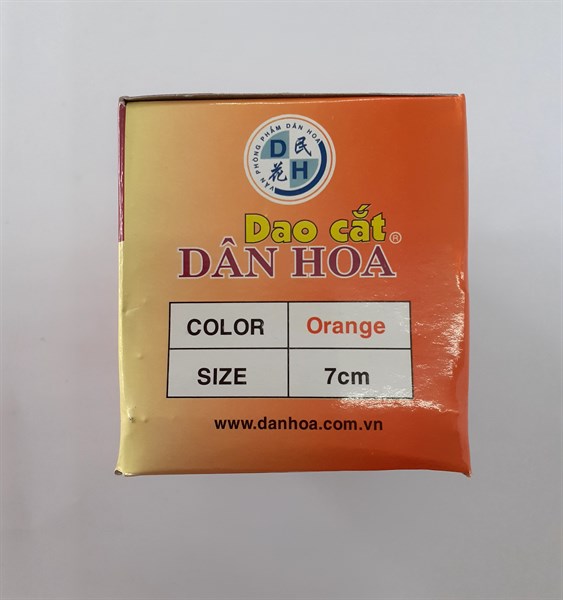 VĂN PHÒNG PHẨM DÂN HOA
D 民
花 H
Dao cắt
DÂN HOA ®
COLOR Orange
SIZE 7cm
www.danhoa.com.vn